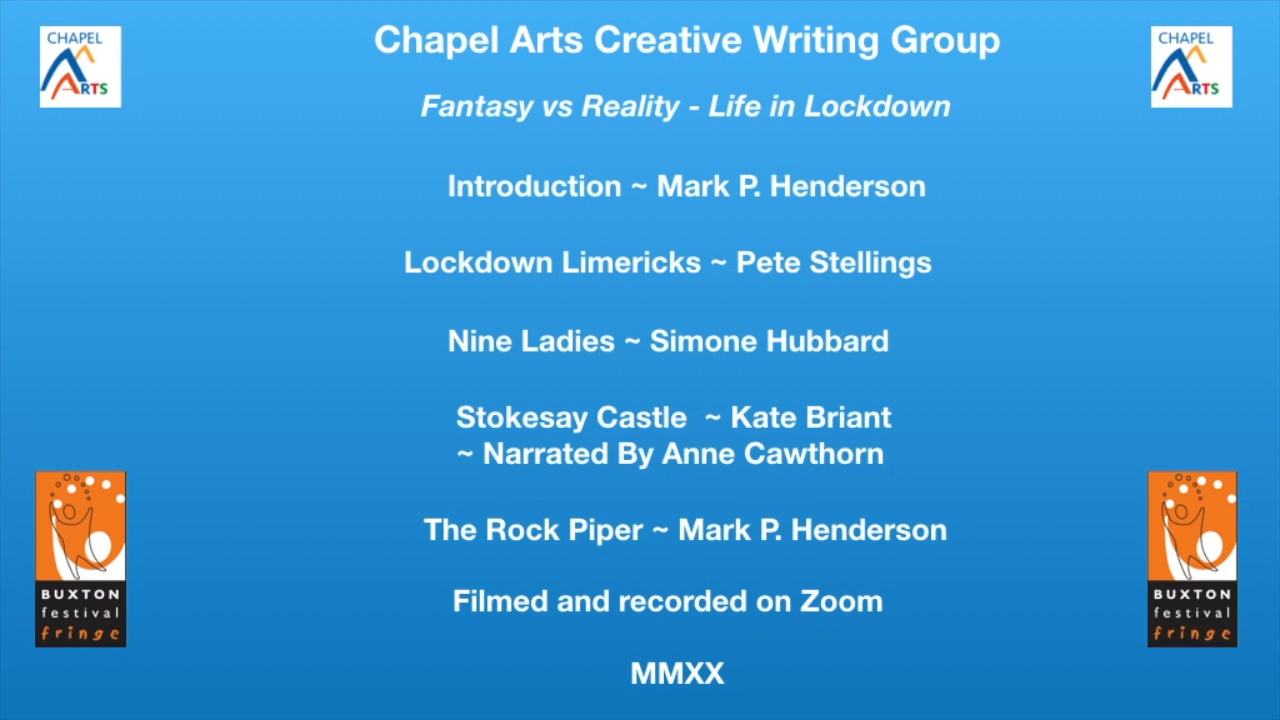 CHAPEL
ARTS
Chapel Arts Creative Writing Group
CHAPEL
ARTS
Fantasy vs Reality - Life in Lockdown
Introduction ~ Mark P. Henderson
Lockdown Limericks ~ Pete Stellings
Nine Ladies ~ Simone Hubbard
Stokesay Castle  ~ Kate Briant
~ Narrated By Anne Cawthorn
The Rock Piper ~ Mark P. Henderson
Filmed and recorded on Zoom
MMXX
BUXTON
festival
fringe
BUXTON
festival
fringe